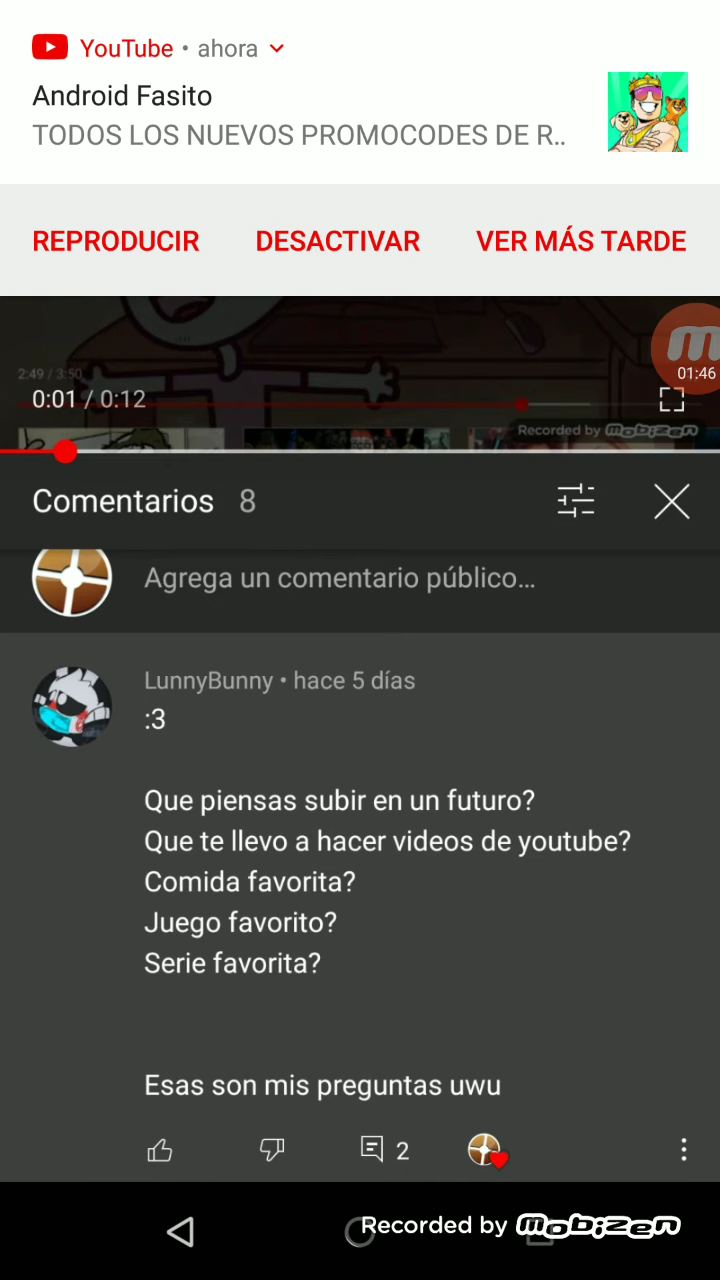 YouTube • ahora
Android Fasito
TODOS LOS NUEVOS PROMOCODES DE R..
REPRODUCIR DESACTIVAR VER MÁS TARDE
2:49 / 3:50
01:46
0:01 / 0:12
Recorded by mobizen
Comentarios 8
Agrega un comentario público...
LunnyBunny • hace 5 días
:3
Que piensas subir en un futuro?
Que te llevo a hacer videos de youtube?
Comida favorita?
Juego favorito?
Serie favorita?
Esas son mis preguntas uwu
2
Recorded by mobizen